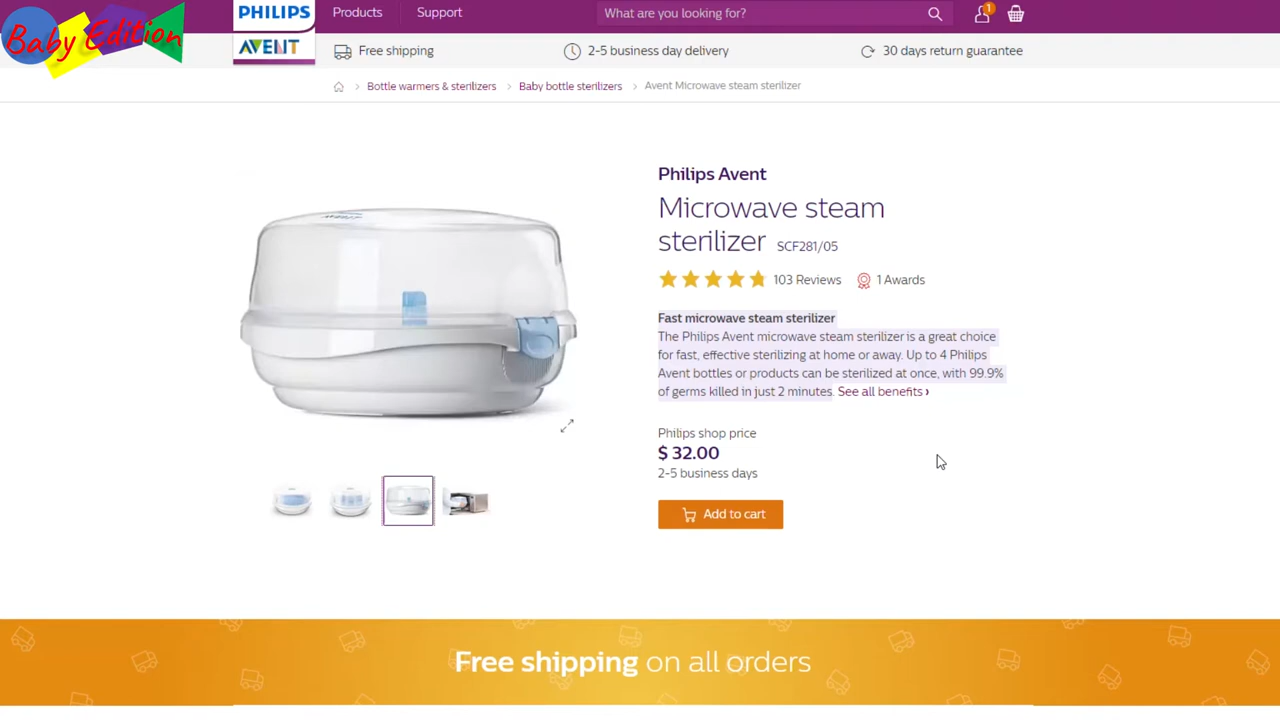 Baby Edition
PHILIPS
AVENT
Products
Support
What are you looking for?
1
Free shipping
2-5 business day delivery
30 days return guarantee
Bottle warmers & sterilizers > Baby bottle sterilizers > Avent Microwave steam sterilizer
Philips Avent
Microwave steam
sterilizer SCF281/05
103 Reviews 1 Awards
Fast microwave steam sterilizer
The Philips Avent microwave steam sterilizer is a great choice
for fast, effective sterilizing at home or away. Up to 4 Philips
Avent bottles or products can be sterilized at once, with 99.9%
of germs killed in just 2 minutes. See all benefits ›
Philips shop price
$ 32.00
2-5 business days
Add to cart
Free shipping on all orders